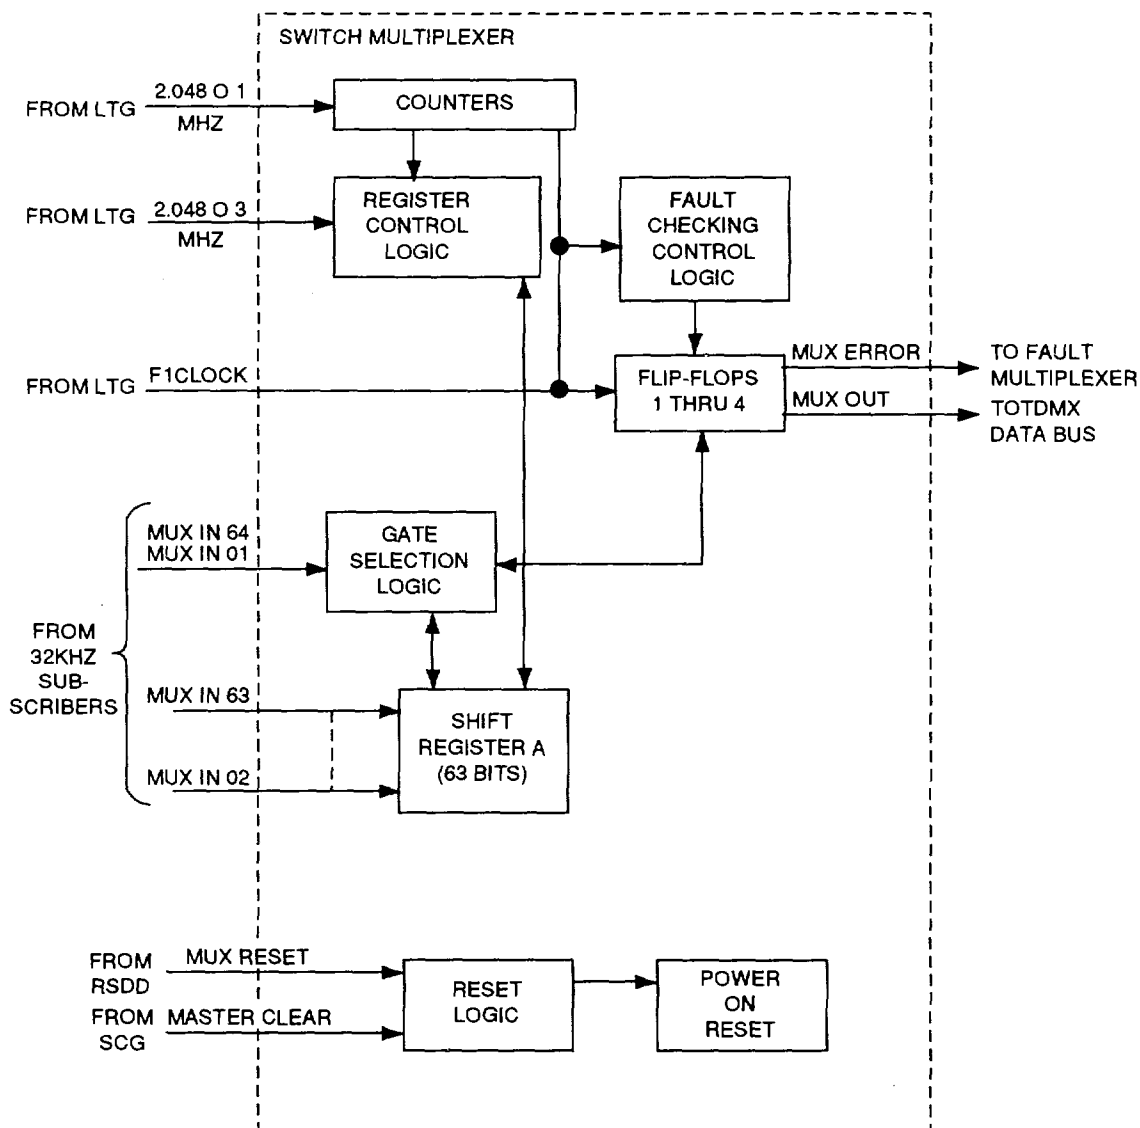 SWITCH MULTIPLEXER
FROM LTG
2.048 O 1
MHZ
COUNTERS
FROM LTG
2.048 O 3
MHZ
REGISTER
CONTROL
LOGIC
FAULT
CHECKING
CONTROL
LOGIC
FROM LTG
F1CLOCK
FLIP-FLOPS
1 THRU 4
MUX ERROR
TO FAULT
MULTIPLEXER
MUX OUT
TOTDMX
DATA BUS
FROM
32KHZ
SUB-
SCRIBERS
MUX IN 64
MUX IN 01
GATE
SELECTION
LOGIC
MUX IN 63
MUX IN 02
SHIFT
REGISTER A
(63 BITS)
FROM
RSDD
MUX RESET
FROM
SCG
MASTER CLEAR
RESET
LOGIC
POWER
ON
RESET